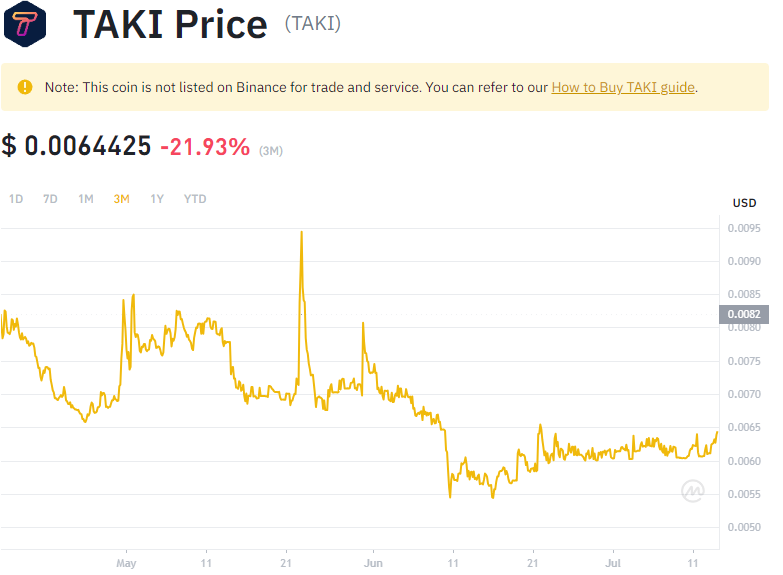 TAKI Price (TAKI)
Note: This coin is not listed on Binance for trade and service. You can refer to our How to Buy TAKI guide.
$ 0.0064425 -21.93% (3M)
1D 7D 1M 3M 1Y YTD
USD
0.0095
0.0090
0.0085
0.0082
0.0080
0.0075
0.0070
0.0065
0.0060
0.0055
0.0050
May 11 21 Jun 11 21 Jul 11